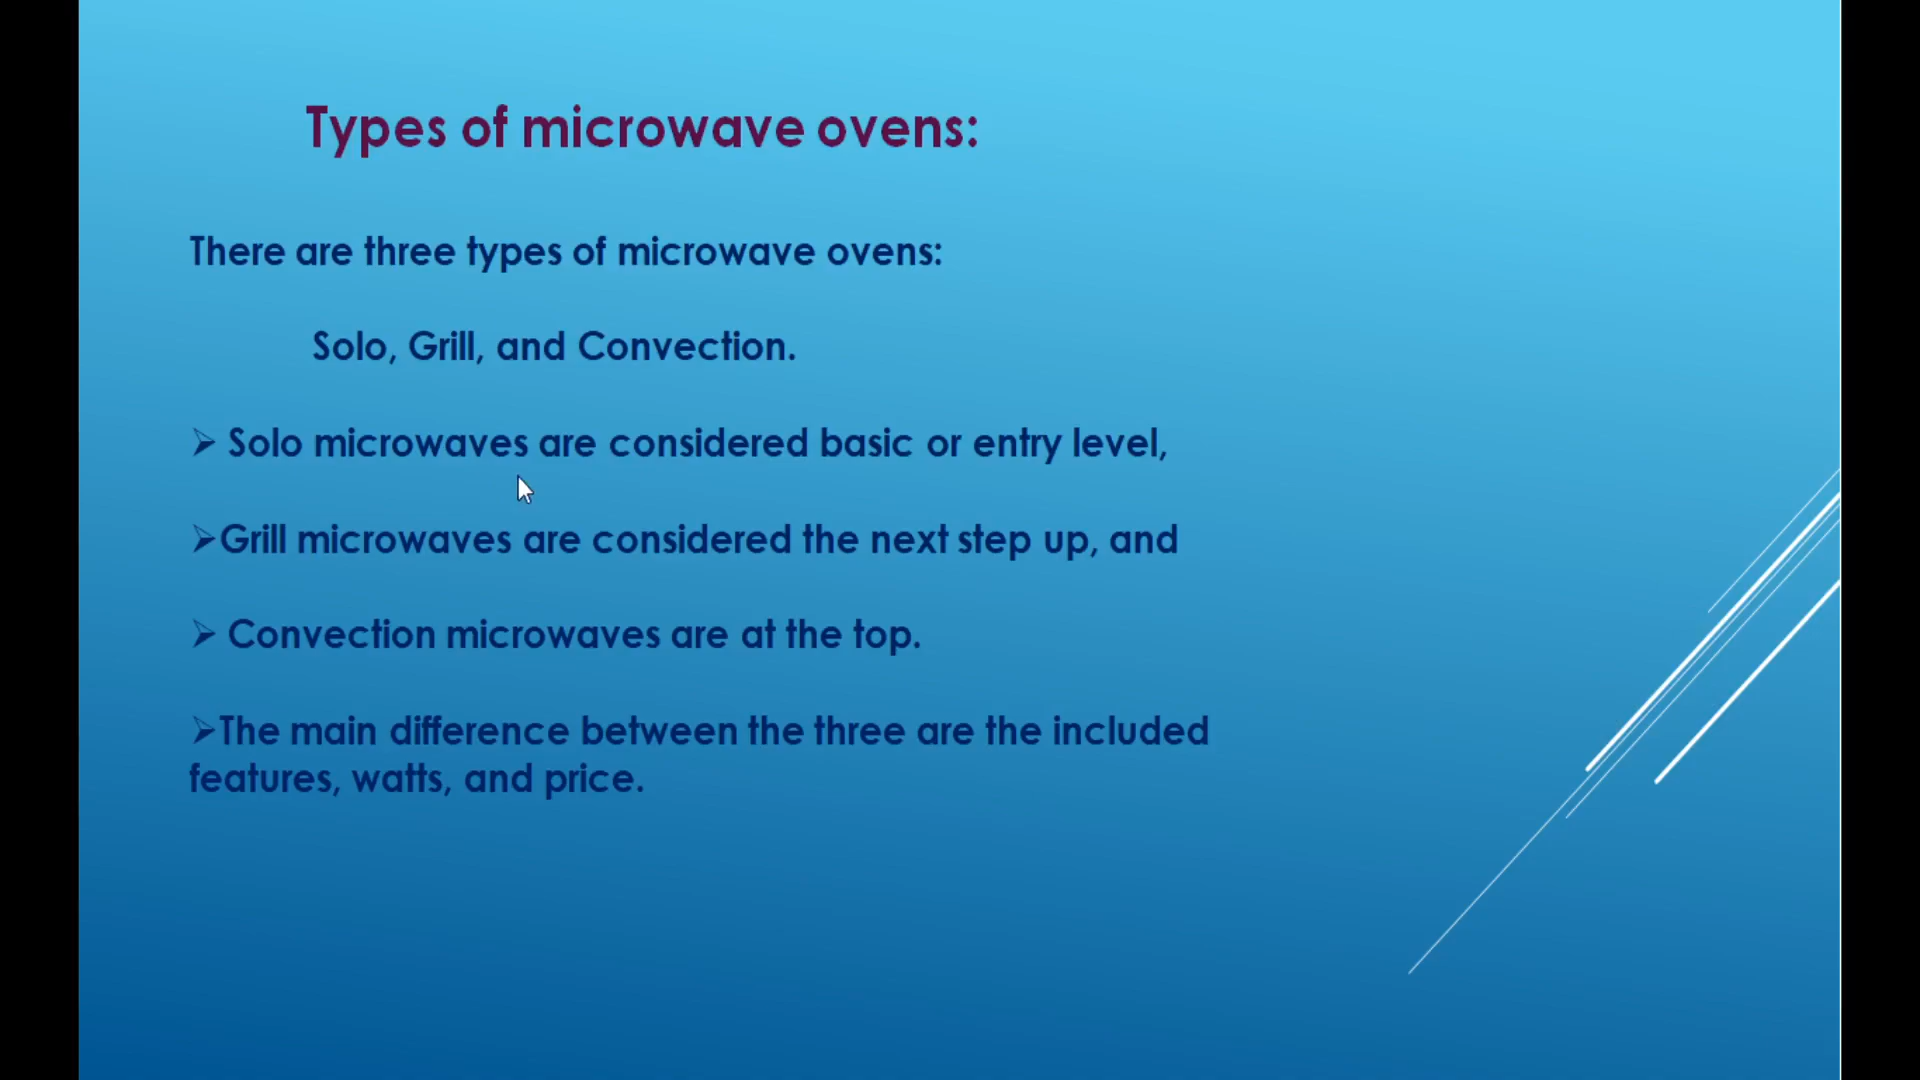 Types of microwave ovens:
There are three types of microwave ovens:
Solo, Grill, and Convection.
➢ Solo microwaves are considered basic or entry level,
➢Grill microwaves are considered the next step up, and
➢ Convection microwaves are at the top.
➢The main difference between the three are the included
features, watts, and price.